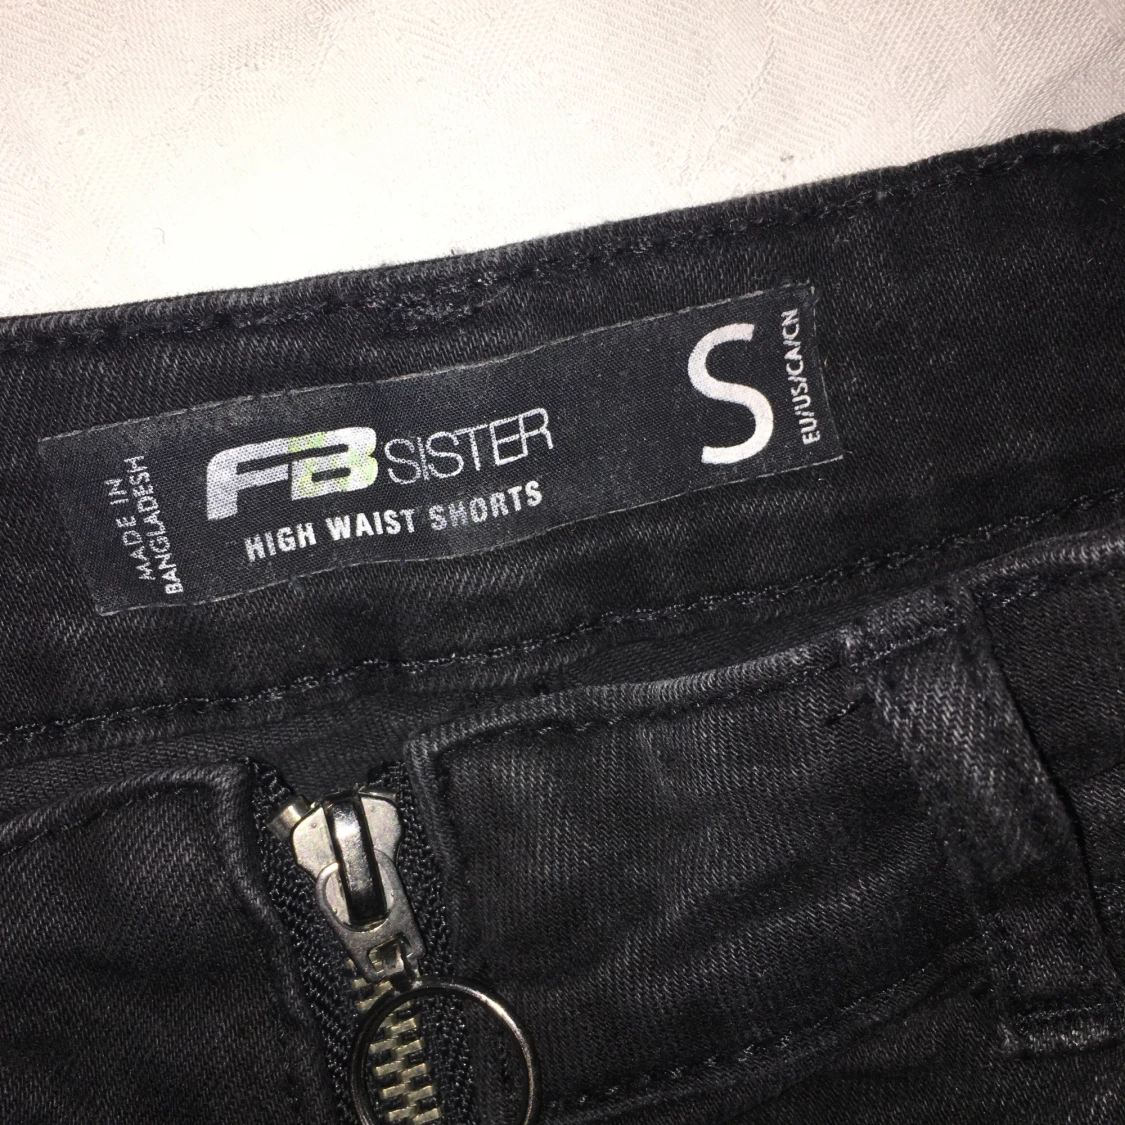 MADE IN
BANGLADESH
FB SISTER
HIGH WAIST SHORTS
S
EU/US/CA/CN